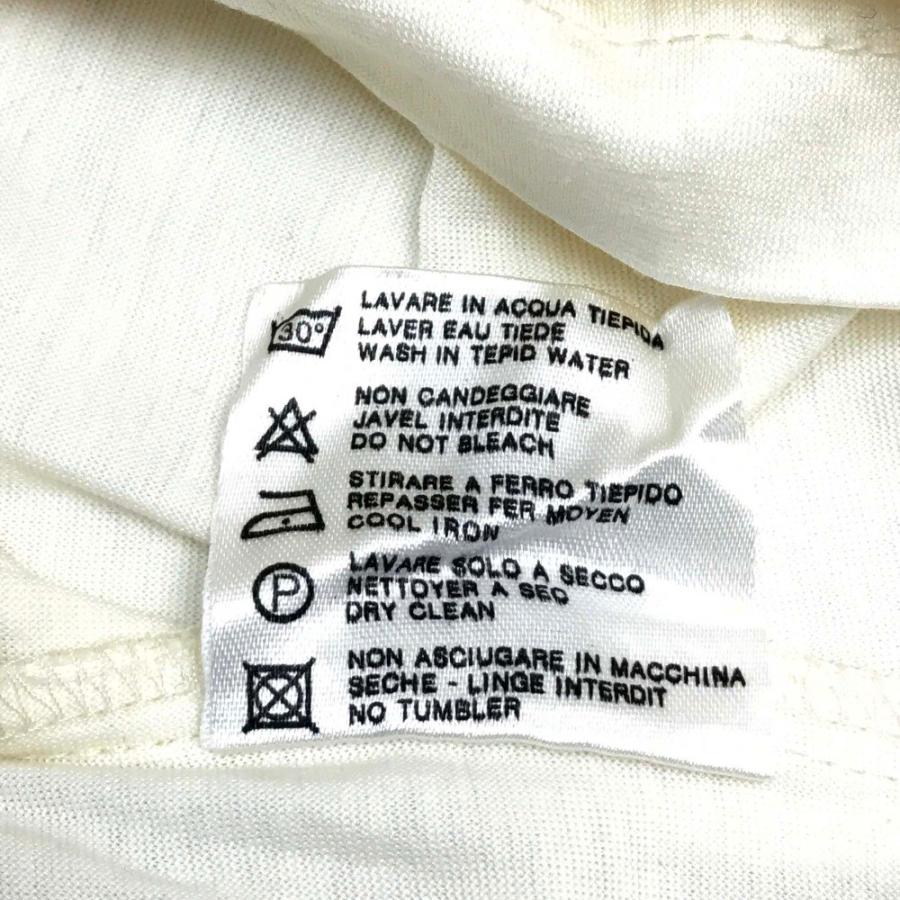 30°
LAVARE IN ACQUA TIEPIDA
LAVER EAU TIEDE
WASH IN TEPID WATER
NON CANDEGGIARE
JAVEL INTERDITE
DO NOT BLEACH
STIRARE A FERRO TIEPIDO
REPASSER FER MOYEN
COOL IRON
P
LAVARE SOLO A SECCO
NETTOYER A SEC
DRY CLEAN
NON ASCIUGARE IN MACCHINA
SECHE - LINGE INTERDIT
NO TUMBLER